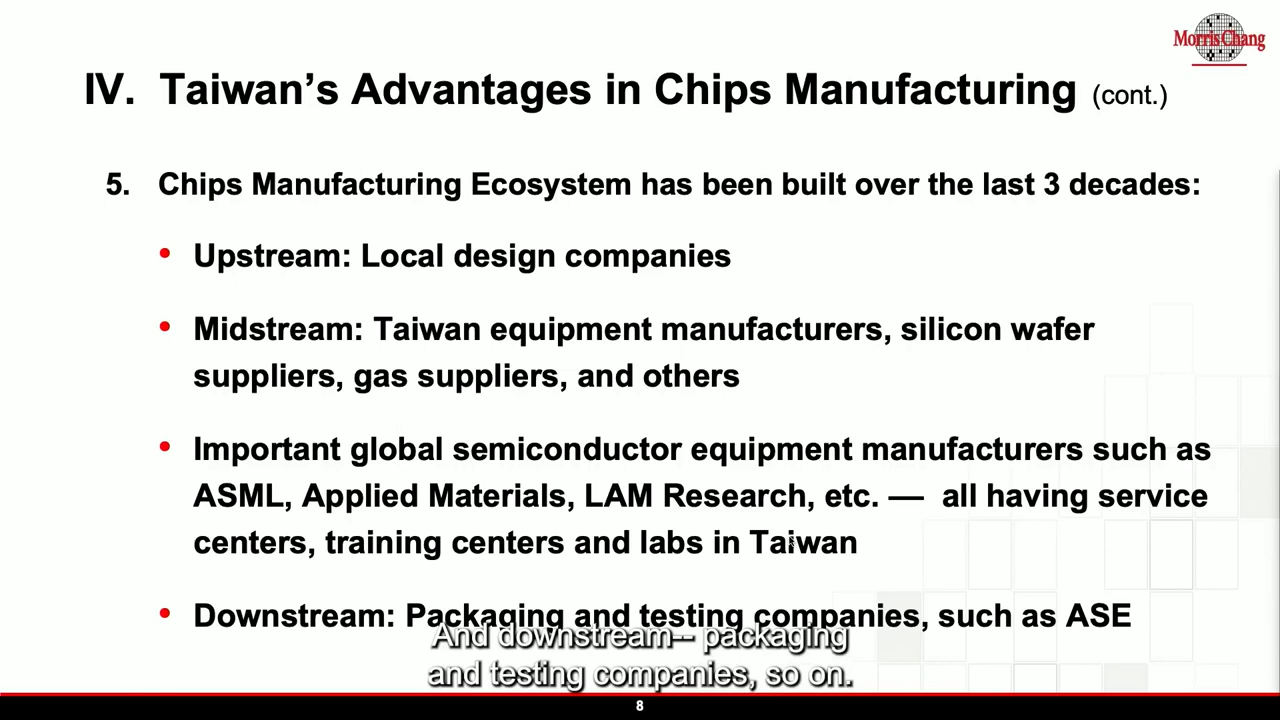 Morris Chang
IV. Taiwan's Advantages in Chips Manufacturing (cont.)
5. Chips Manufacturing Ecosystem has been built over the last 3 decades:
• Upstream: Local design companies
• Midstream: Taiwan equipment manufacturers, silicon wafer
suppliers, gas suppliers, and others
• Important global semiconductor equipment manufacturers such as
ASML, Applied Materials, LAM Research, etc. — all having service
centers, training centers and labs in Taiwan
• Downstream: Packaging and testing companies, such as ASE
And downstream-- packaging
and testing companies, so on.
8